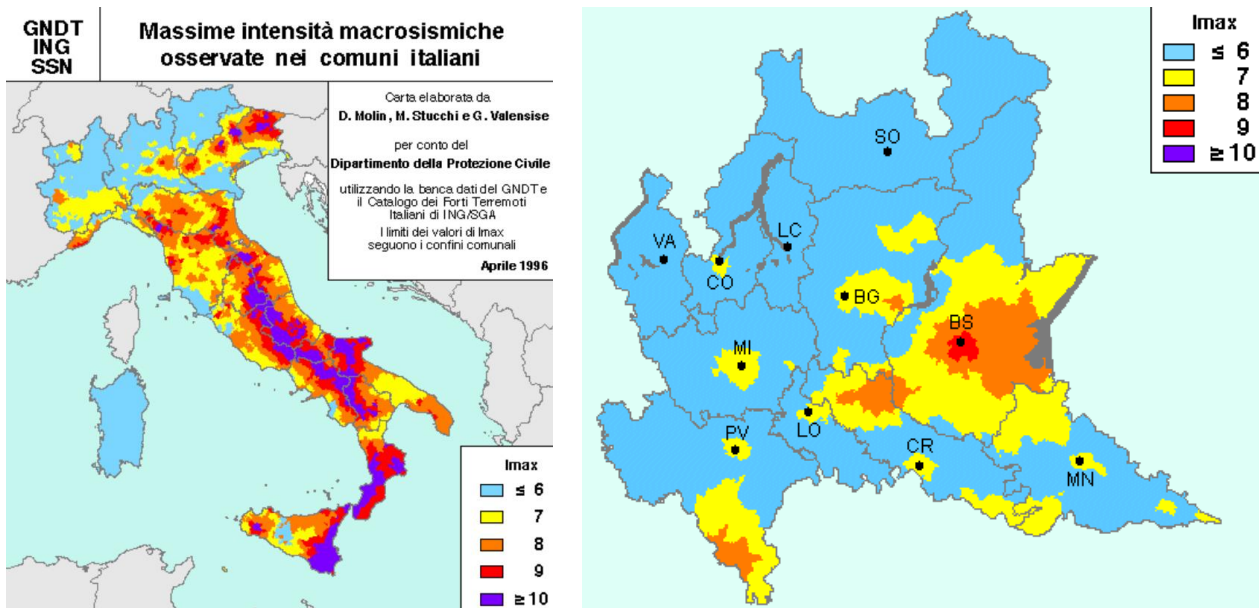 GNDT
ING
SSN
Massime intensità macrosismiche
osservate nei comuni italiani
Carta elaborata da
D. Molin, M. Stucchi e G. Valensise
per conto del
Dipartimento della Protezione Civile
utilizzando la banca dati del GNDT e
il Catalogo dei Forti Terremoti
Italiani di ING/SGA
I limiti dei valori di Imax
seguono i confini comunali
Aprile 1996
Imax
≤ 6
7
8
9
≥ 10
Imax
≤ 6
7
8
9
≥ 10
SO
VA
LC
CO
BG
BS
MI
LO
PV
CR
MN